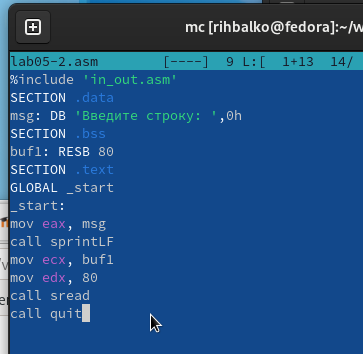 mc [rihbalko@fedora]:~/w
lab05-2.asm [----] 9 L:[ 1+13 14/
%include 'in_out.asm'
SECTION .data
msg: DB 'Введите строку: ',0h
SECTION .bss
buf1: RESB 80
SECTION .text
GLOBAL _start
_start:
mov eax, msg
call sprintLF
mov ecx, buf1
mov edx, 80
call sread
call quit